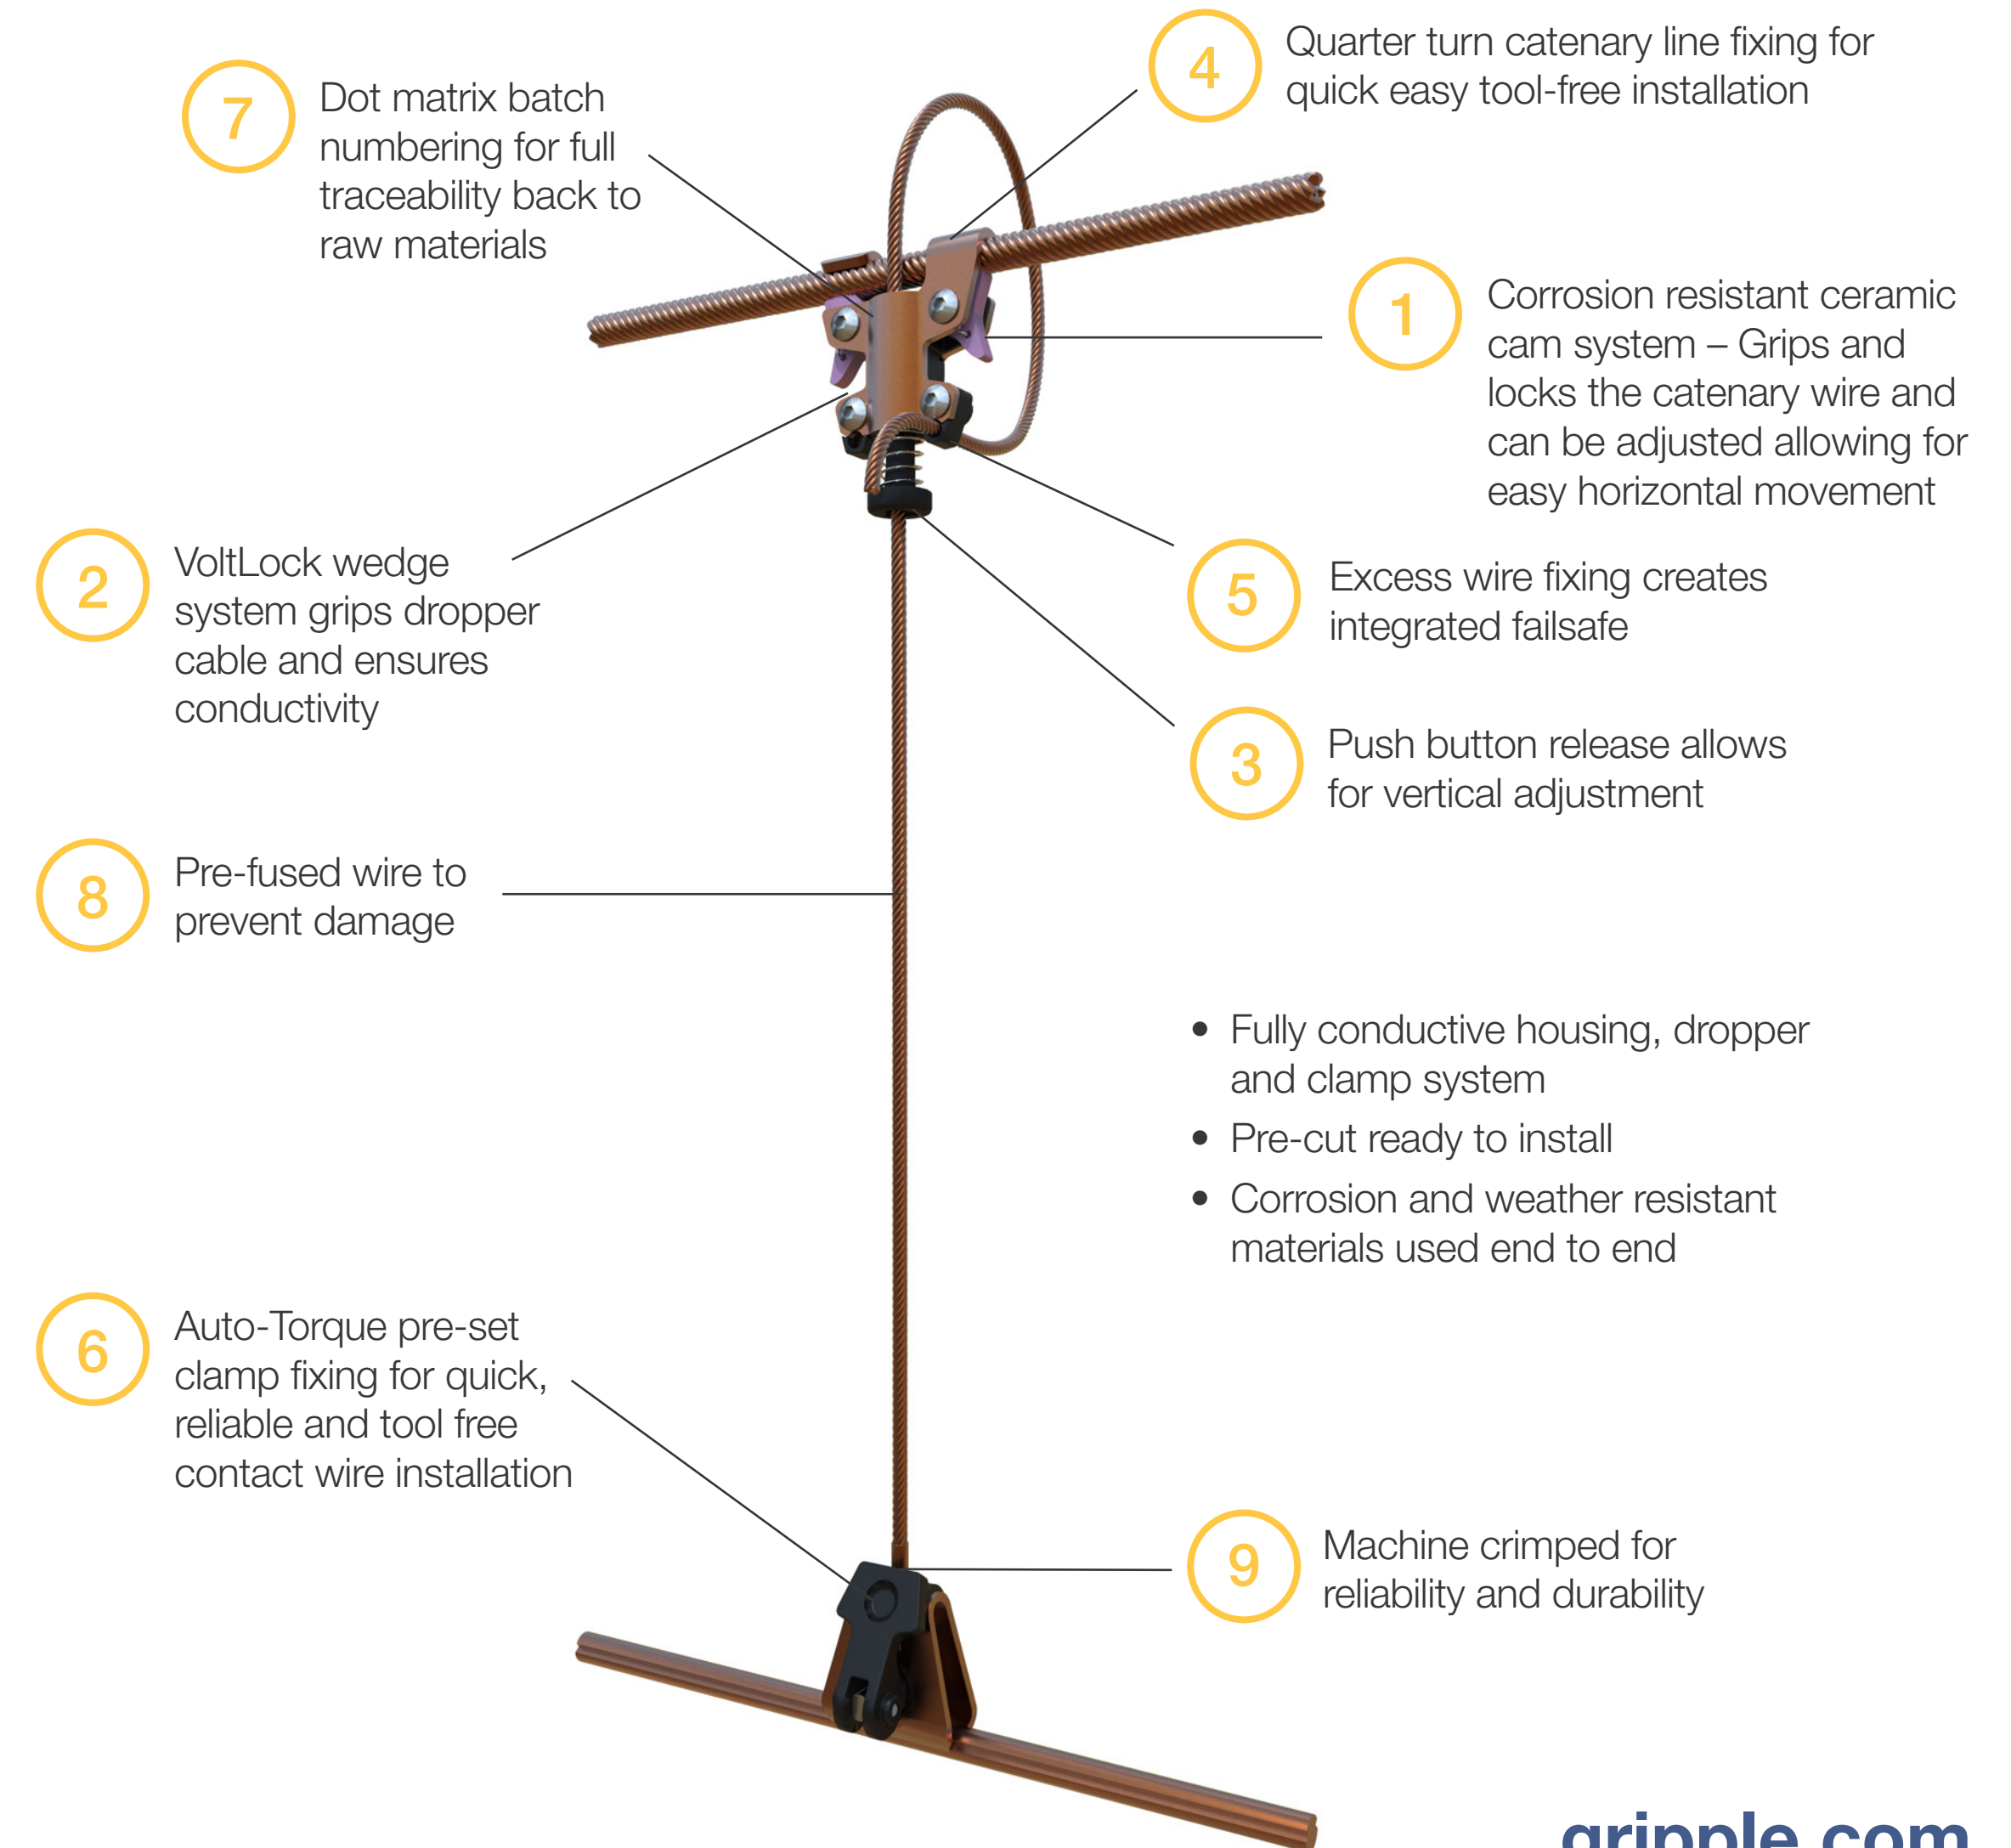 7
Dot matrix batch
numbering for full
traceability back to
raw materials
4
Quarter turn catenary line fixing for
quick easy tool-free installation
1
Corrosion resistant ceramic
cam system – Grips and
locks the catenary wire and
can be adjusted allowing for
easy horizontal movement
2
VoltLock wedge
system grips dropper
cable and ensures
conductivity
5
Excess wire fixing creates
integrated failsafe
3
Push button release allows
for vertical adjustment
8
Pre-fused wire to
prevent damage
• Fully conductive housing, dropper
and clamp system
• Pre-cut ready to install
• Corrosion and weather resistant
materials used end to end
6
Auto-Torque pre-set
clamp fixing for quick,
reliable and tool free
contact wire installation
9
Machine crimped for
reliability and durability
gripple.com